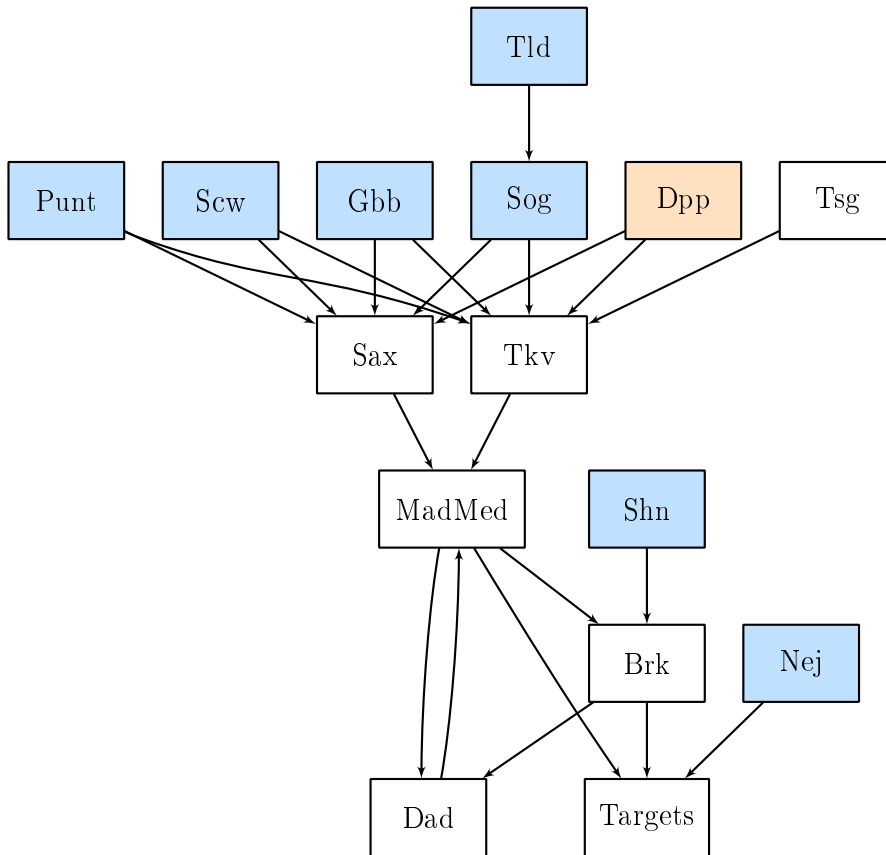 Tld
Punt
Scw
Gbb
Sog
Dpp
Tsg
Sax
Tkv
MadMed
Shn
Brk
Nej
Dad
Targets